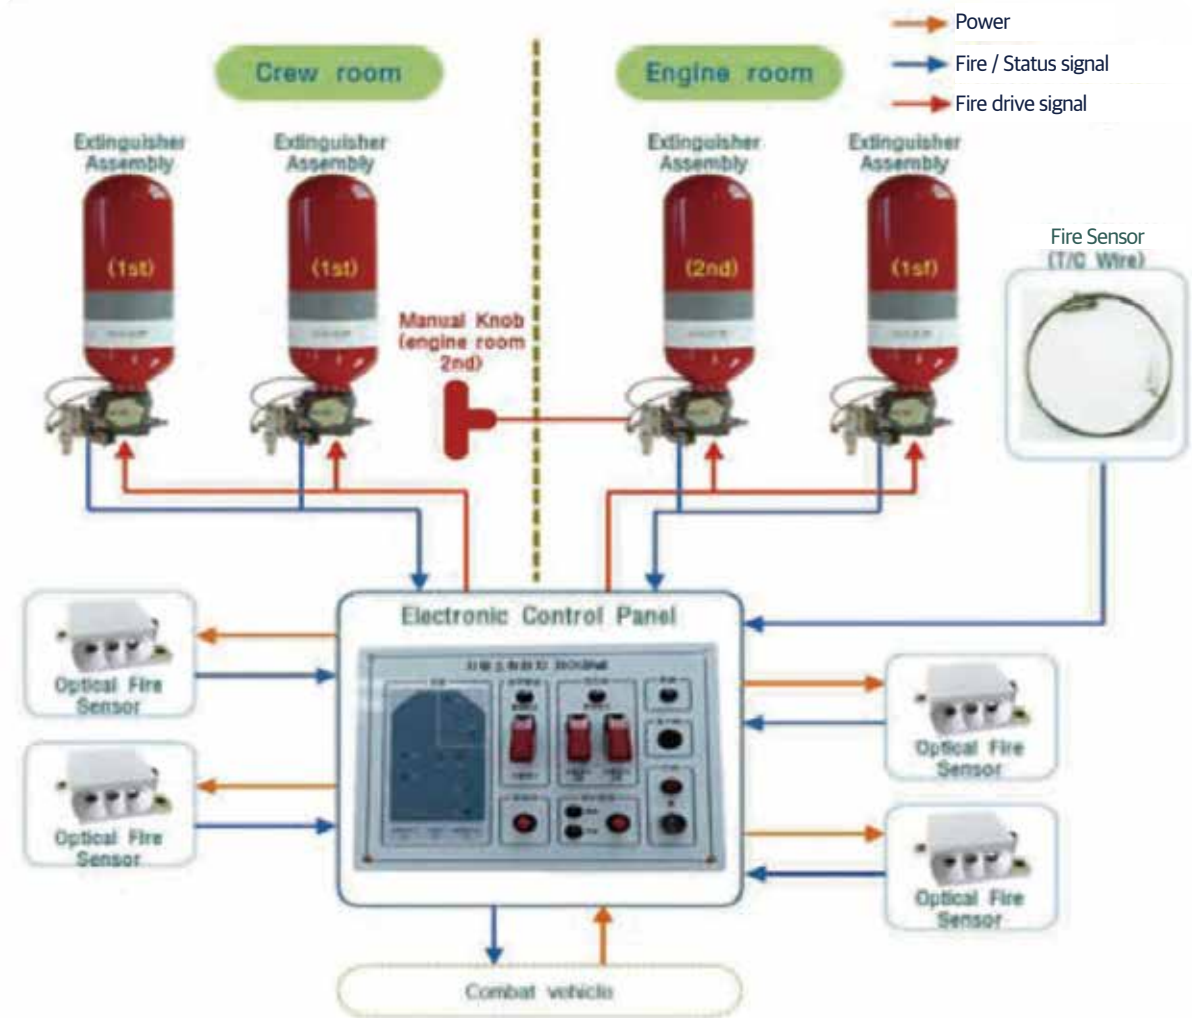 Power
Fire / Status signal
Fire drive signal
Crew room
Engine room
Extinguisher
Assembly
Extinguisher
Assembly
Extinguisher
Assembly
Extinguisher
Assembly
(1st)
(1st)
(2nd)
(1sf)
Fire Sensor
(T/C Wire)
Manual Knob
(engine room
2nd)
Electronic Control Panel
Optical Fire
Sensor
Optical Fire
Sensor
Optical Fire
Sensor
Optical Fire
Sensor
Combat vehicle